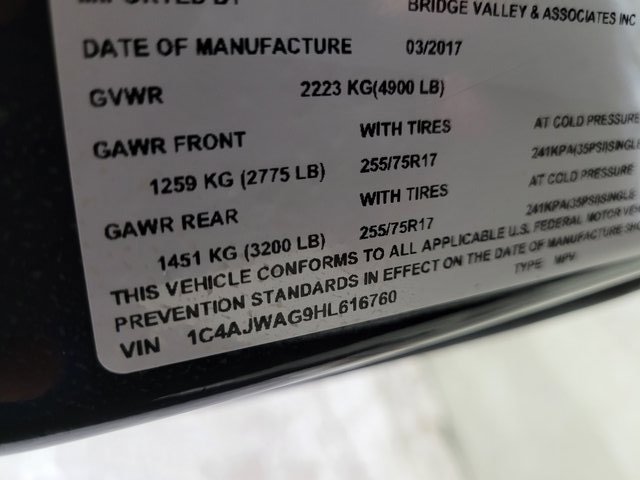 IMPORTED BY BRIDGE VALLEY & ASSOCIATES INC
DATE OF MANUFACTURE 03/2017
GVWR 2223 KG(4900 LB)
GAWR FRONT WITH TIRES AT COLD PRESSURE
1259 KG (2775 LB) 255/75R17 241KPA(35PSI)SINGLE
GAWR REAR WITH TIRES AT COLD PRESSURE
1451 KG (3200 LB) 255/75R17 241KPA(35PSI)SINGLE
THIS VEHICLE CONFORMS TO ALL APPLICABLE U.S. FEDERAL MOTOR
PREVENTION STANDARDS IN EFFECT ON THE DATE OF MANUFACTURE
VIN 1C4AJWAG9HL616760 TYPE MPV